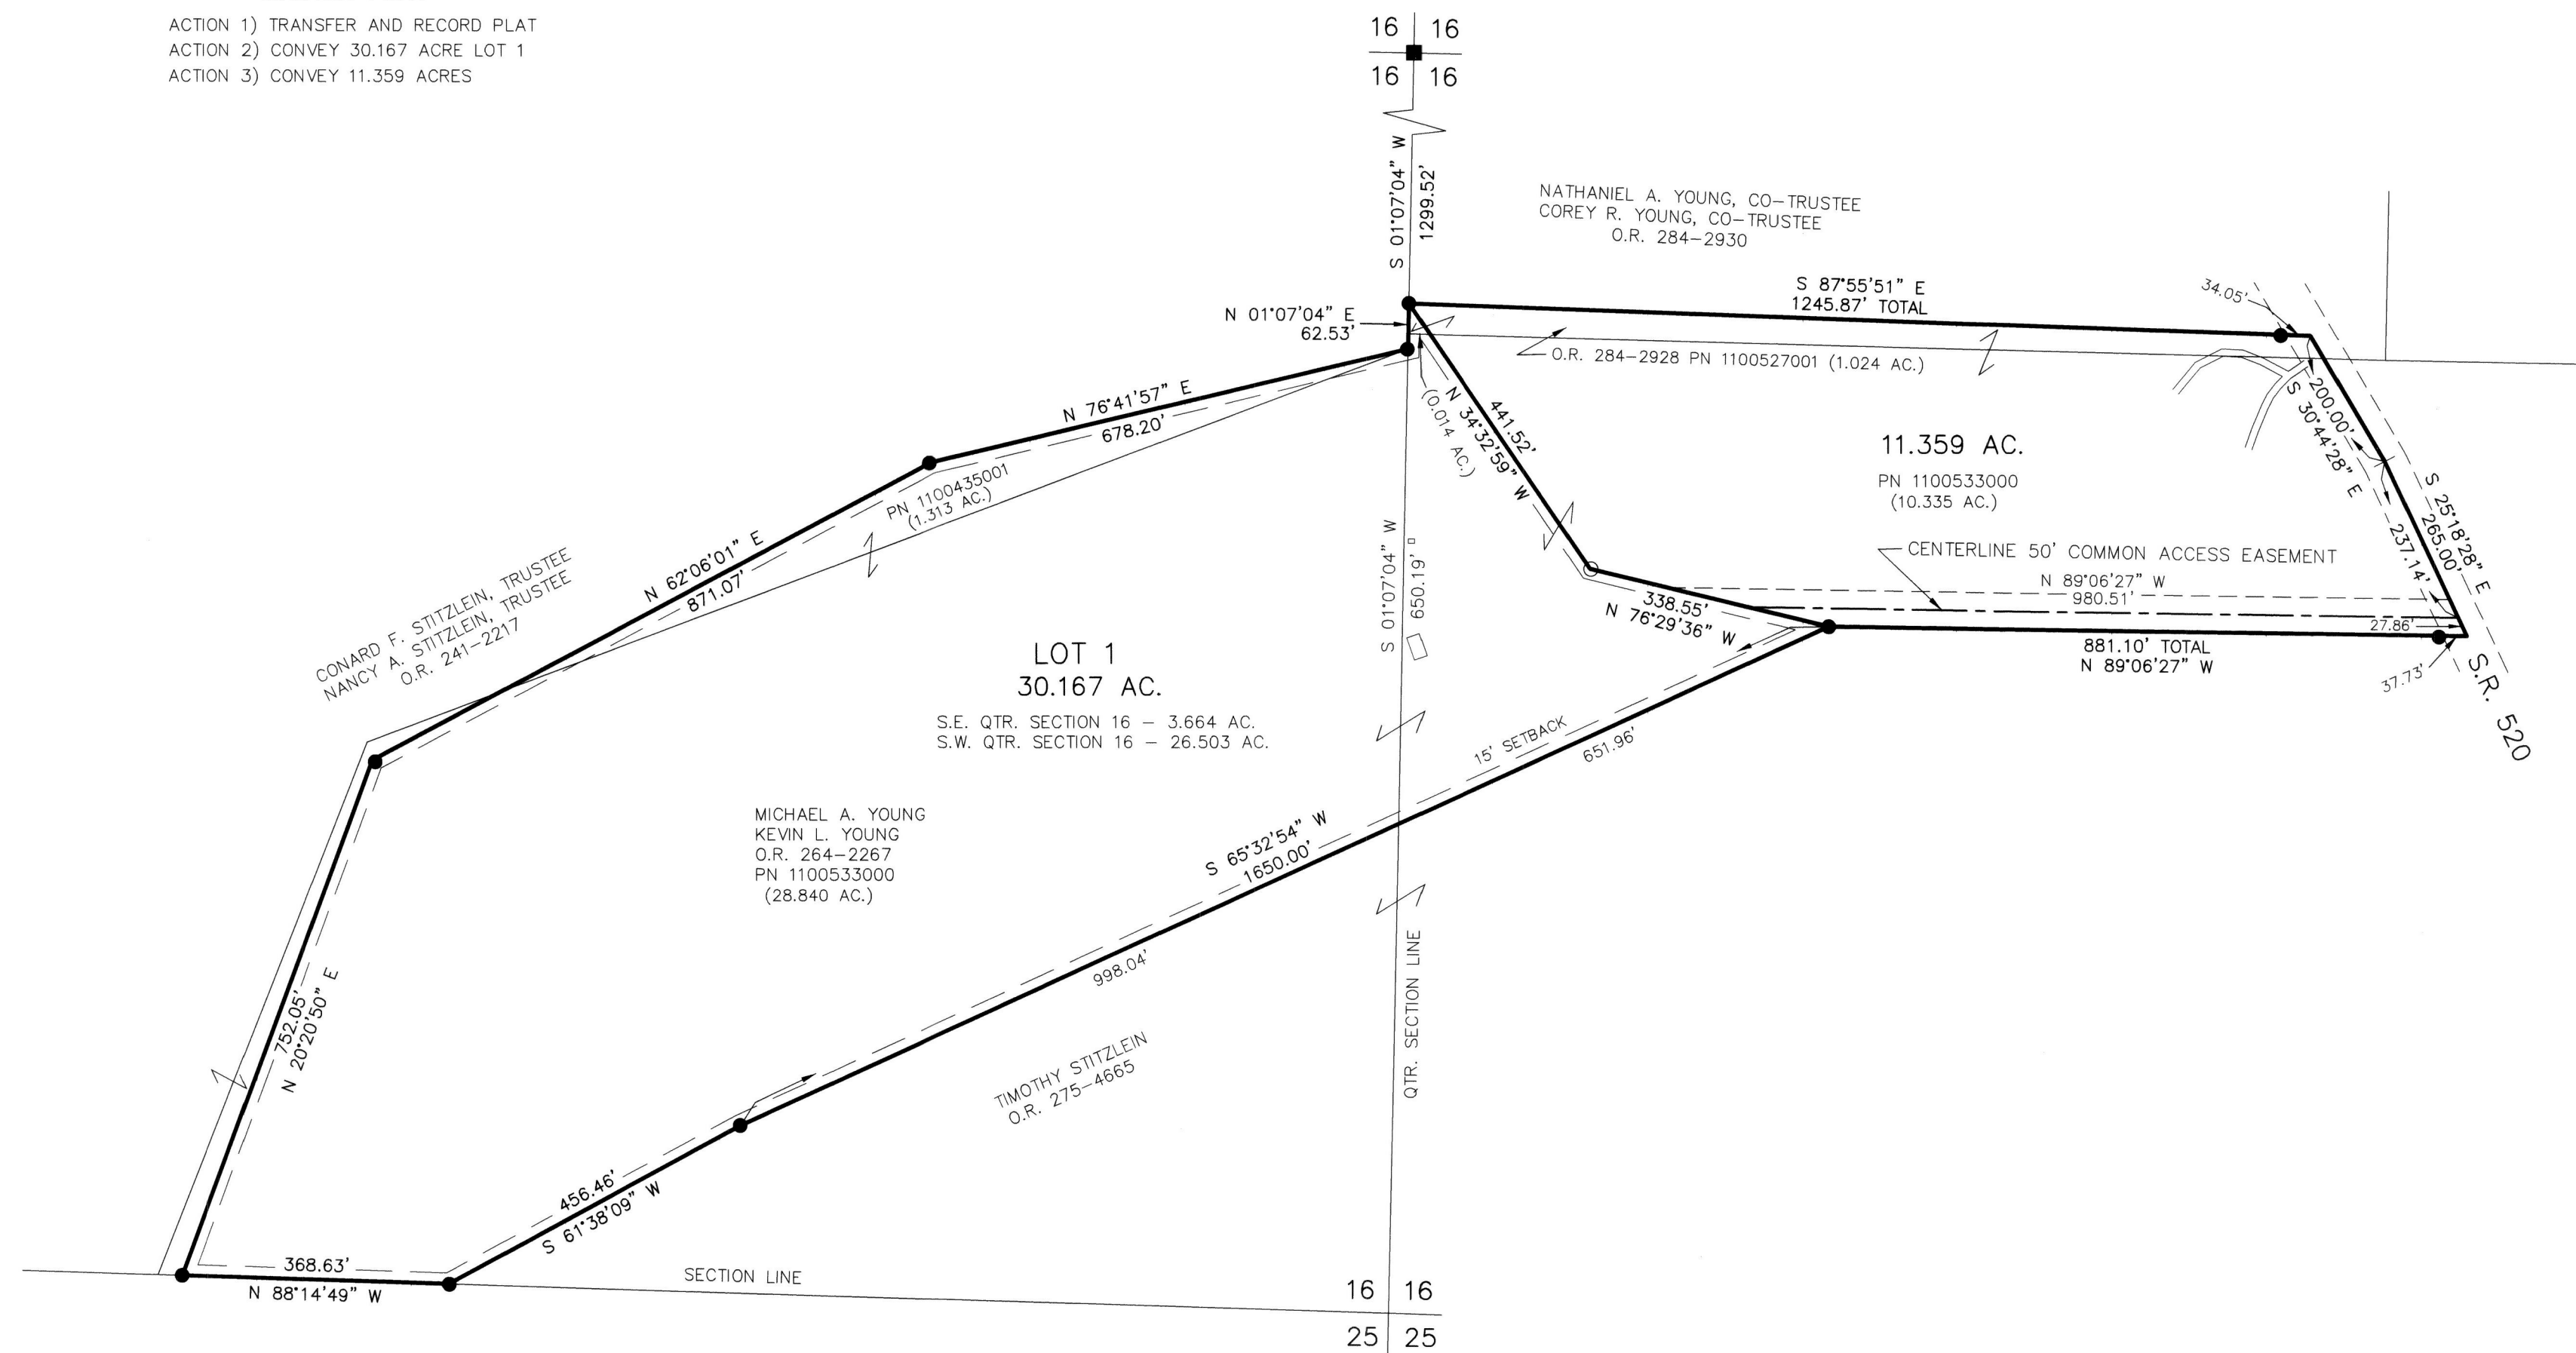 ACTION 1) TRANSFER AND RECORD PLAT
ACTION 2) CONVEY 30.167 ACRE LOT 1
ACTION 3) CONVEY 11.359 ACRES
16 16
16 16
S 01°07'04" W
1299.52'
NATHANIEL A. YOUNG, CO-TRUSTEE
COREY R. YOUNG, CO-TRUSTEE
O.R. 284-2930
S 87°55'51" E
1245.87' TOTAL
34.05'
N 01°07'04" E
62.53'
O.R. 284-2928 PN 1100527001 (1.024 AC.)
N 76°41'57" E
678.20'
PN 1100435001
(1.313 AC.)
(0.014 AC.)
441.52'
N 34°32'59" W
200.00'
S 30°44'28" E
11.359 AC.
PN 1100533000
(10.335 AC.)
S 25°18'28" E
265.00'
237.14'
CENTERLINE 50' COMMON ACCESS EASEMENT
N 89°06'27" W
980.51'
27.86'
881.10' TOTAL
N 89°06'27" W
37.73'
S.R. 520
338.55'
N 76°29'36" W
S 01°07'04" W
650.19'
N 62°06'01" E
871.07'
CONARD F. STITZLEIN, TRUSTEE
NANCY A. STITZLEIN, TRUSTEE
O.R. 241-2217
LOT 1
30.167 AC.
S.E. QTR. SECTION 16 - 3.664 AC.
S.W. QTR. SECTION 16 - 26.503 AC.
15' SETBACK
651.96'
MICHAEL A. YOUNG
KEVIN L. YOUNG
O.R. 264-2267
PN 1100533000
(28.840 AC.)
S 65°32'54" W
1650.00'
998.04'
QTR. SECTION LINE
752.05'
N 20°20'50" E
TIMOTHY STITZLEIN
O.R. 275-4665
456.46'
S 61°38'09" W
368.63'
N 88°14'49" W
SECTION LINE
16 16
25 25